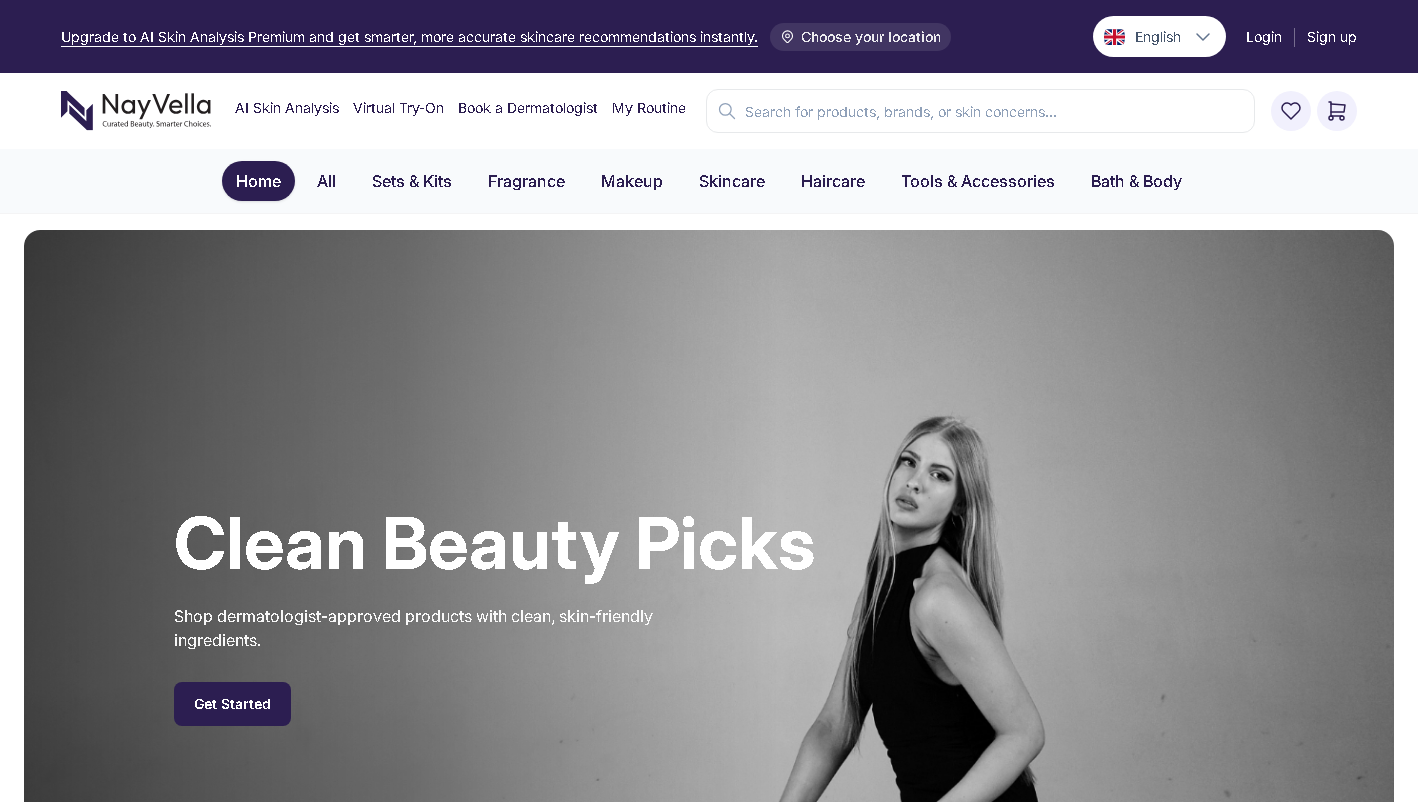 Upgrade to AI Skin Analysis Premium and get smarter, more accurate skincare recommendations instantly.
Choose your location
English
Login
Sign up
NayVella
Curated Beauty. Smarter Choices.
AI Skin Analysis
Virtual Try-On
Book a Dermatologist
My Routine
Search for products, brands, or skin concerns...
Home
All
Sets & Kits
Fragrance
Makeup
Skincare
Haircare
Tools & Accessories
Bath & Body
Clean Beauty Picks
Shop dermatologist-approved products with clean, skin-friendly
ingredients.
Get Started